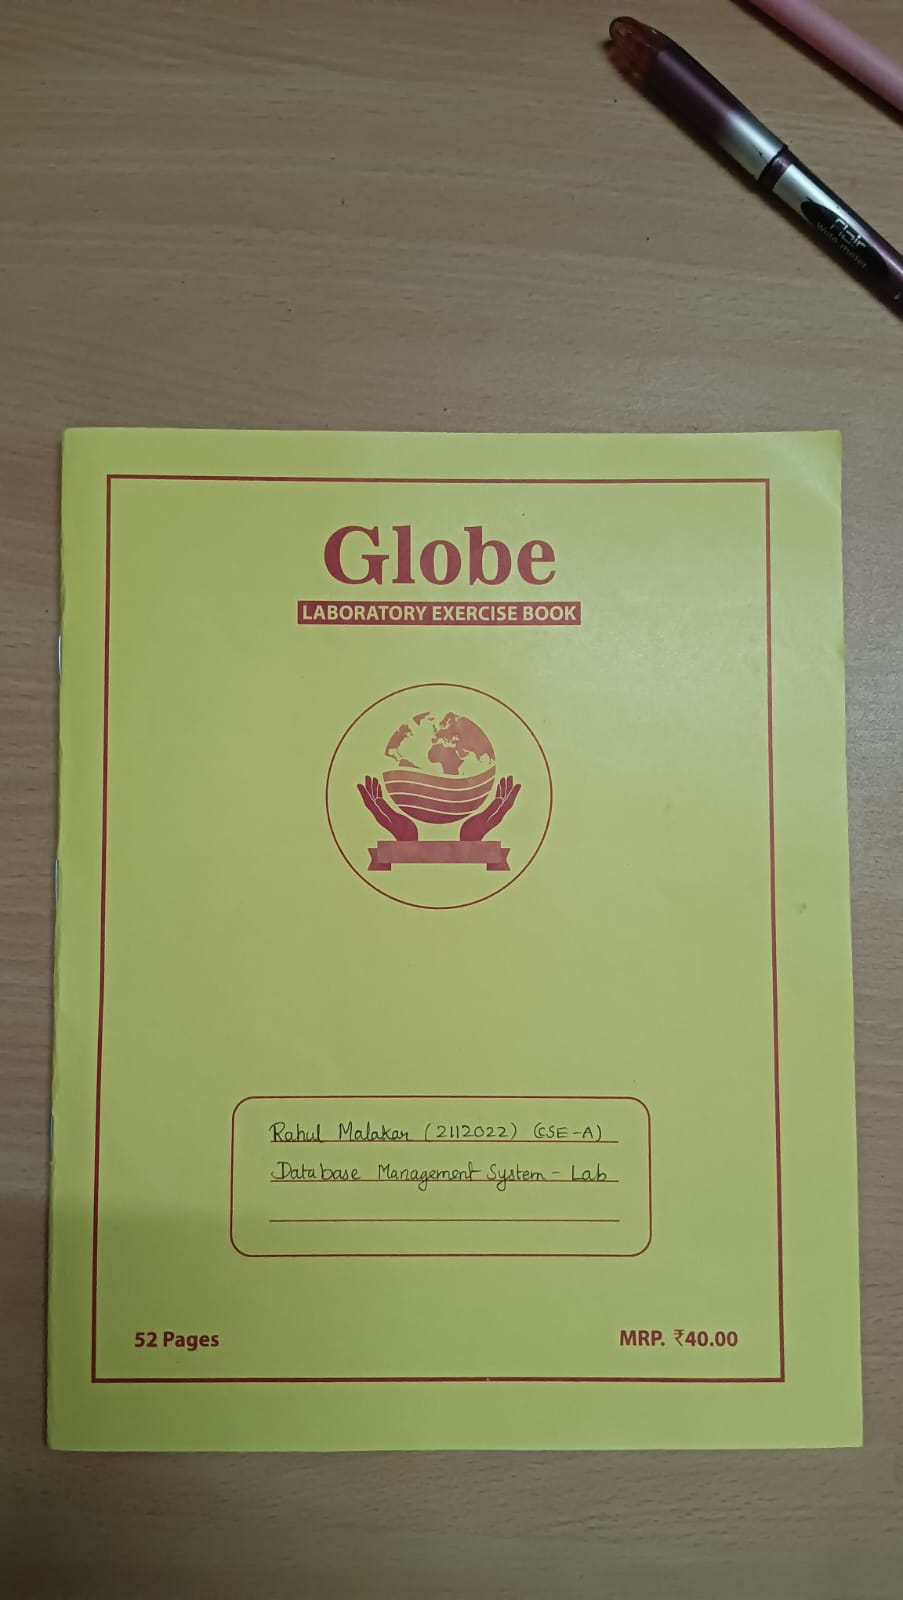 Flair
Writo-meter
Globe
LABORATORY EXERCISE BOOK
Rahul Malakar (2112022) (CSE-A)
Database Management System - Lab
52 Pages
MRP. ₹40.00